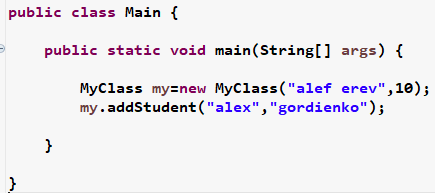 public class Main {
public static void main(String[] args) {
MyClass my=new MyClass("alef erev",10);
my.addStudent("alex","gordienko");
}
}